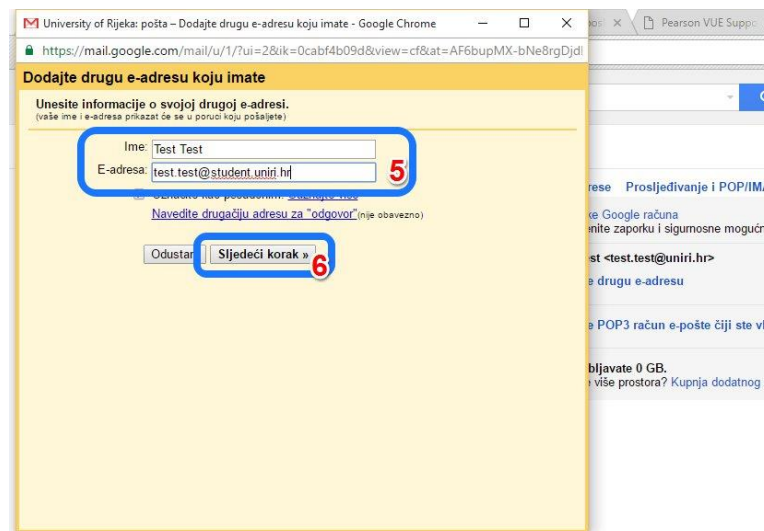 University of Rijeka: pošta – Dodajte drugu e-adresu koju imate - Google Chrome
https://mail.google.com/mail/u/1/?ui=2&ik=0cabf4b09d&view=cf&at=AF6bupMX-bNe8rgDjd
Dodajte drugu e-adresu koju imate
Unesite informacije o svojoj drugoj e-adresi.
(vaše ime i e-adresa prikazat će se u poruci koju pošaljete)
Ime: Test Test
E-adresa: test.test@student.uniri.hr
5
Navedite drugačiju adresu za "odgovor" (nije obavezno)
Odustani Sljedeći korak »
6
Pearson VUE Suppo
rese Prosljeđivanje i POP/IMA
ke Google računa
enite zaporku i sigurnosne mogućn
st <test.test@uniri.hr>
e drugu e-adresu
e POP3 račun e-pošte čiji ste vl
bljavate 0 GB.
više prostora? Kupnja dodatnog